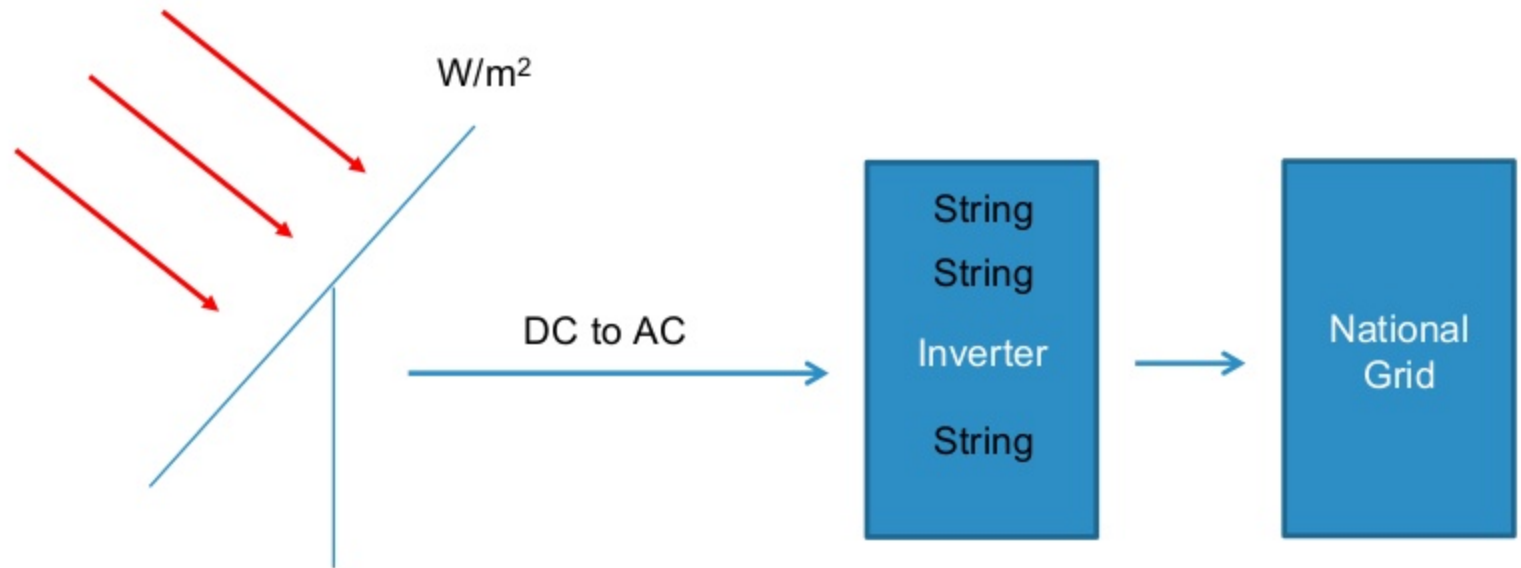 W/m²
DC to AC
String
String
Inverter
String
National
Grid